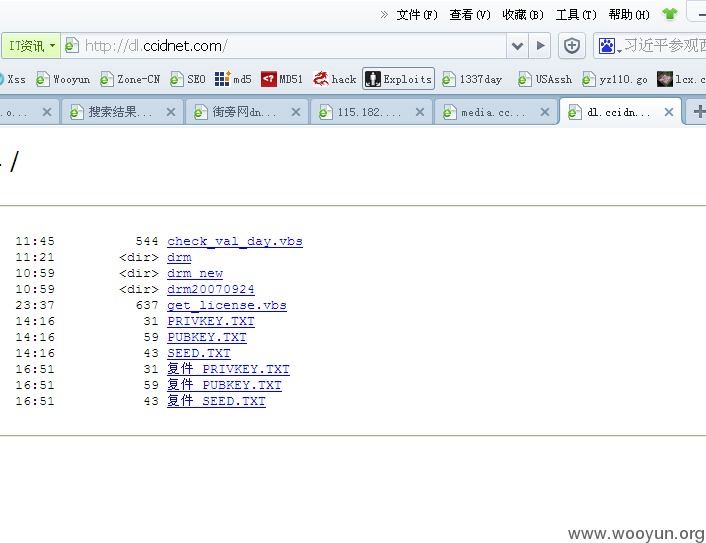 » 文件(F) 查看(V) 收藏(B) 工具(T) 帮助(H)
IT资讯 http://dl.ccidnet.com/ 习近平参观西
Xss Wooyun Zone-CN SEO md5 MD51 hack Exploits 1337day USAssh yz110.go lcx.c
.o... 搜索结果... 街旁网dn... 115.182.... media.cc... dl.ccidn...
/
11:45 544 check_val_day.vbs
11:21 <dir> drm
10:59 <dir> drm_new
10:59 <dir> drm20070924
23:37 637 get_license.vbs
14:16 31 PRIVKEY.TXT
14:16 59 PUBKEY.TXT
14:16 43 SEED.TXT
16:51 31 复件 PRIVKEY.TXT
16:51 59 复件 PUBKEY.TXT
16:51 43 复件 SEED.TXT
www.wooyun.org